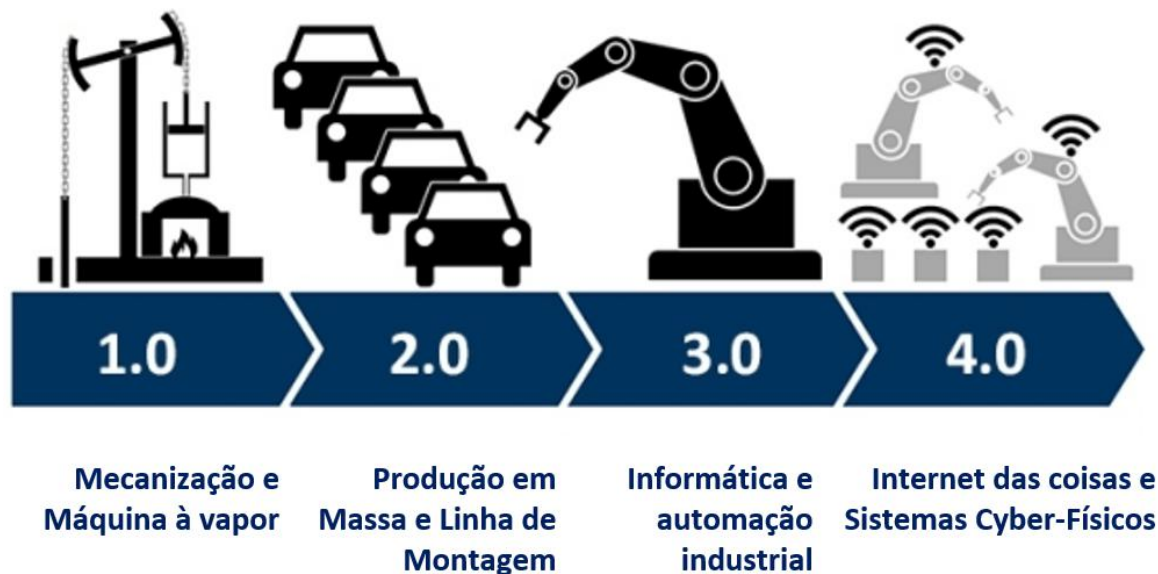 1.0
2.0
3.0
4.0
Mecanização e
Máquina à vapor
Produção em
Massa e Linha de
Montagem
Informática e
automação
industrial
Internet das coisas e
Sistemas Cyber-Físicos